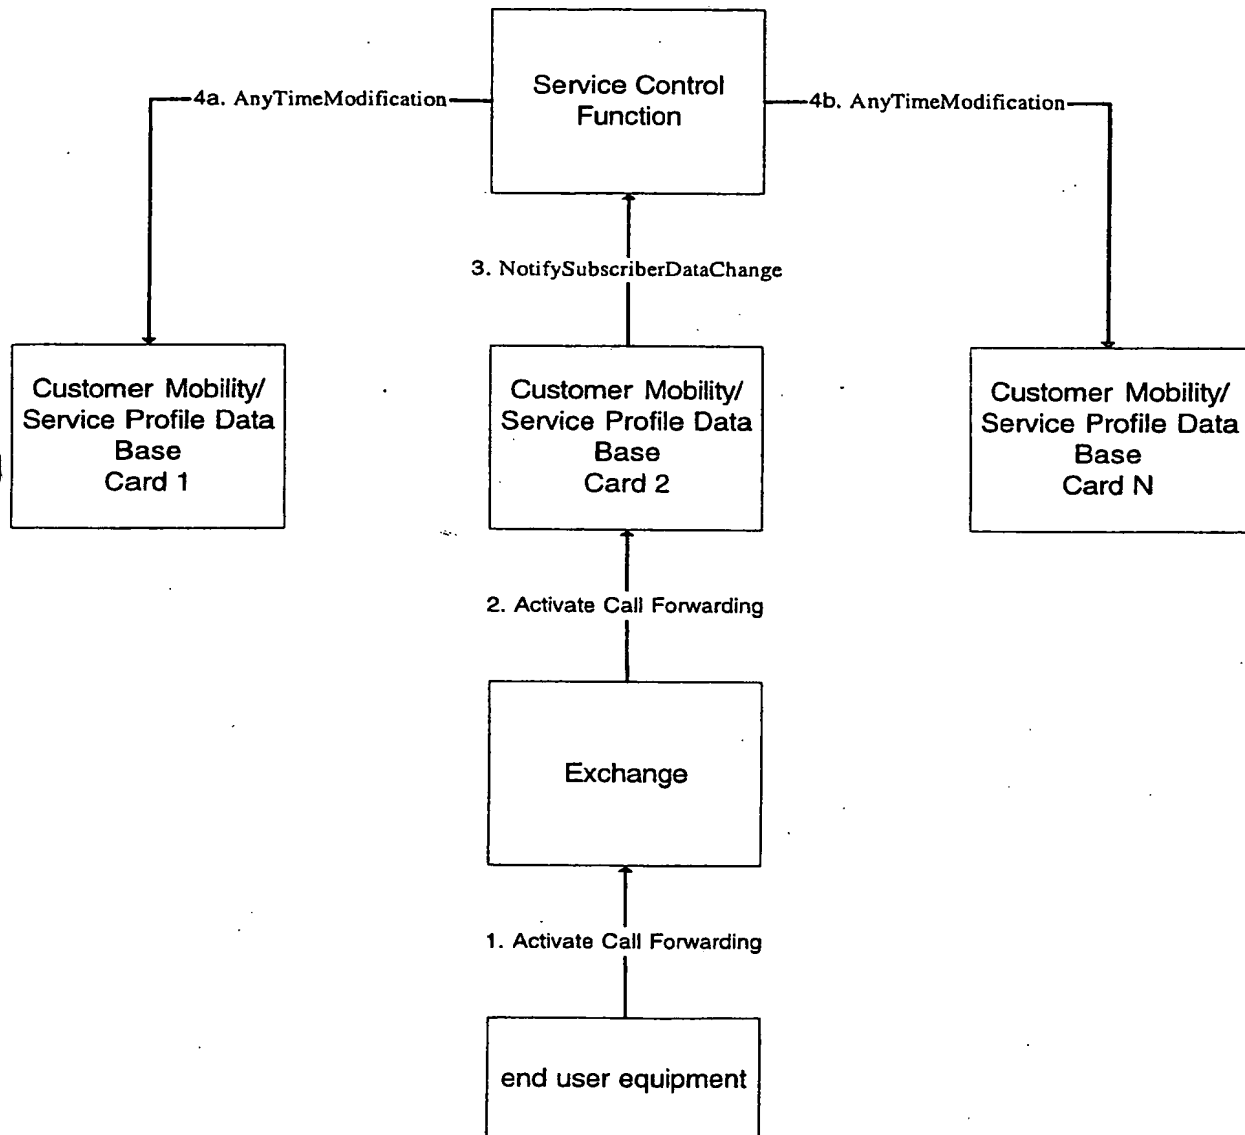 Service Control
Function
4a. AnyTimeModification
4b. AnyTimeModification
3. NotifySubscriberDataChange
Customer Mobility/
Service Profile Data
Base
Card 1
Customer Mobility/
Service Profile Data
Base
Card 2
Customer Mobility/
Service Profile Data
Base
Card N
2. Activate Call Forwarding
Exchange
1. Activate Call Forwarding
end user equipment